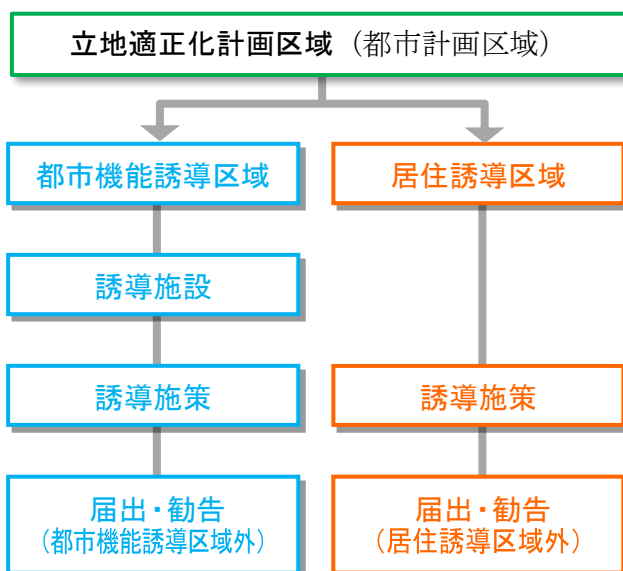 立地適正化計画区域（都市計画区域）
都市機能誘導区域
居住誘導区域
誘導施設
誘導施策
誘導施策
届出・勧告
（都市機能誘導区域外）
届出・勧告
（居住誘導区域外）